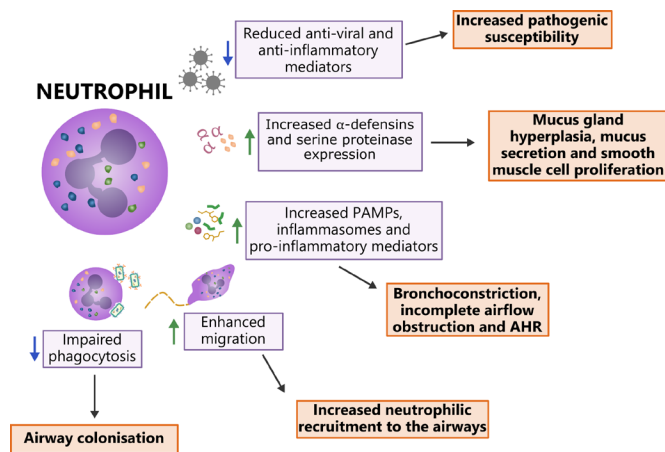 Reduced anti-viral and
anti-inflammatory
mediators
Increased pathogenic
susceptibility
NEUTROPHIL
Increased α-defensins
and serine proteinase
expression
Mucus gland
hyperplasia, mucus
secretion and smooth
muscle cell proliferation
Increased PAMPs,
inflammasomes and
pro-inflammatory mediators
Bronchoconstriction,
incomplete airflow
obstruction and AHR
Impaired
phagocytosis
Enhanced
migration
Airway colonisation
Increased neutrophilic
recruitment to the airways